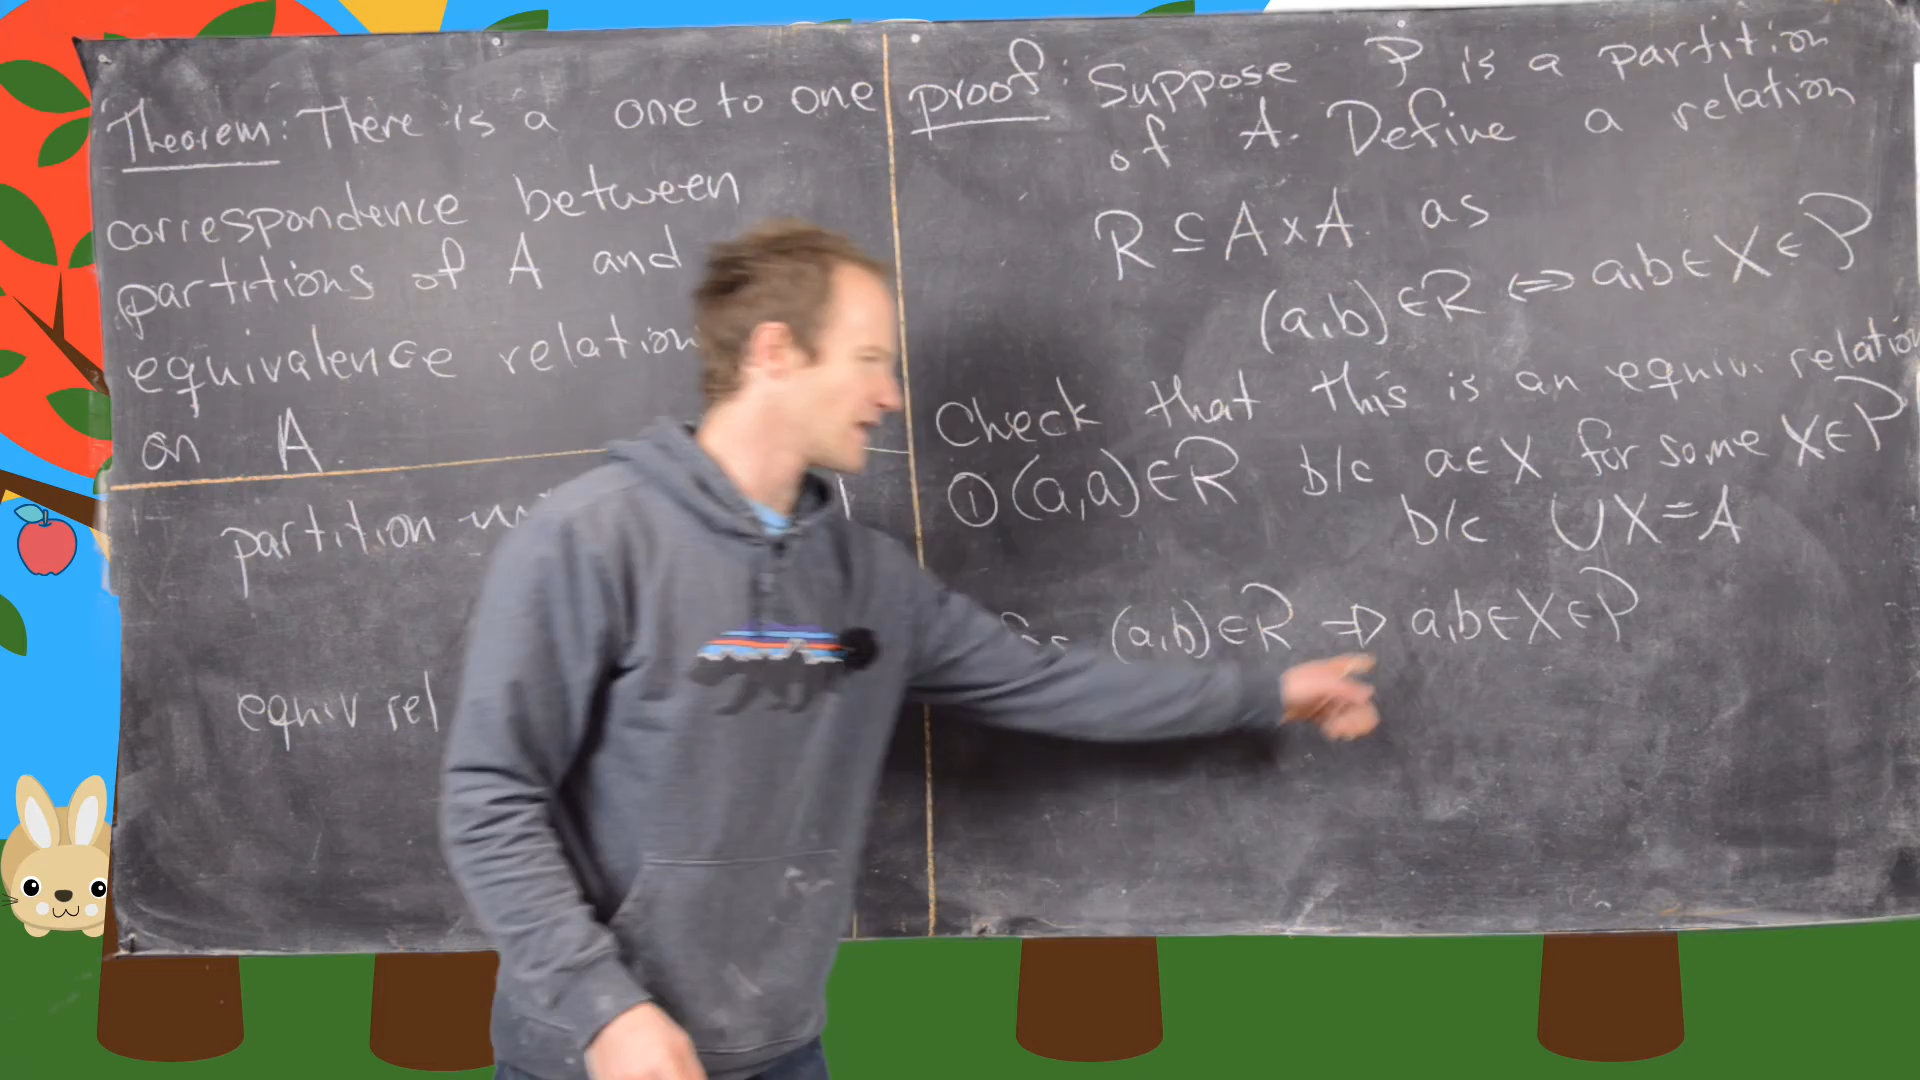 Theorem: There is a one to one
correspondence between
partitions of A and
equivalence relation
on A.
partition
equiv rel
proof: Suppose P is a partition
of A. Define a relation
R ⊆ A x A as
(a,b) ∈ R ⇔ a,b ∈ X ∈ P
Check that this is an equiv. relation
① (a,a) ∈ R b/c a ∈ X for some X ∈ P
b/c ∪ X = A
(a,b) ∈ R ⇒ a,b ∈ X ∈ P